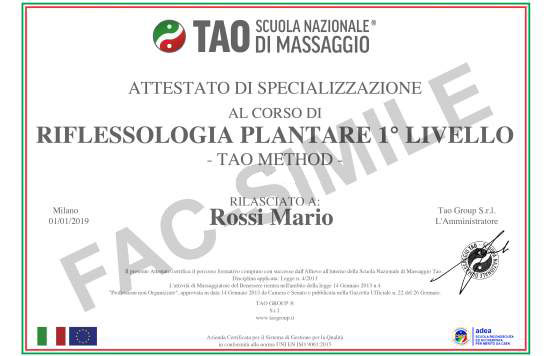 TAO SCUOLA NAZIONALE®
DI MASSAGGIO
ATTESTATO DI SPECIALIZZAZIONE
AL CORSO DI
RIFLESSOLOGIA PLANTARE 1° LIVELLO
- TAO METHOD -
FAC-SIMILE
RILASCIATO A:
Rossi Mario
Milano
01/01/2019
Tao Group S.r.l.
L'Amministratore
TAO
Il presente Attestato certifica il percorso formativo compiuto con successo dall'Allievo all'interno della Scuola Nazionale di Massaggio Tao
Disciplina applicata: Legge n. 4/2013
L'attività di Massaggiatore del Benessere rientra nell'ambito della legge 14 Gennaio 2013 n 4
"Professioni non Organizzate", approvata in date 14 Gennaio 2013 da Camera e Senato e pubblicata nella Gazzetta Ufficiale n. 22 del 26 Gennaio.
TAO GROUP ®
S.r.l.
www.taogroup.it
Azienda Certificata per il Sistema di Gestione per la Qualità
in conformità alla norma UNI EN ISO 9001:2015
adea
SCUOLA RICONOSCIUTA
ED ACCREDITATA
PER MERITO DA CSEN